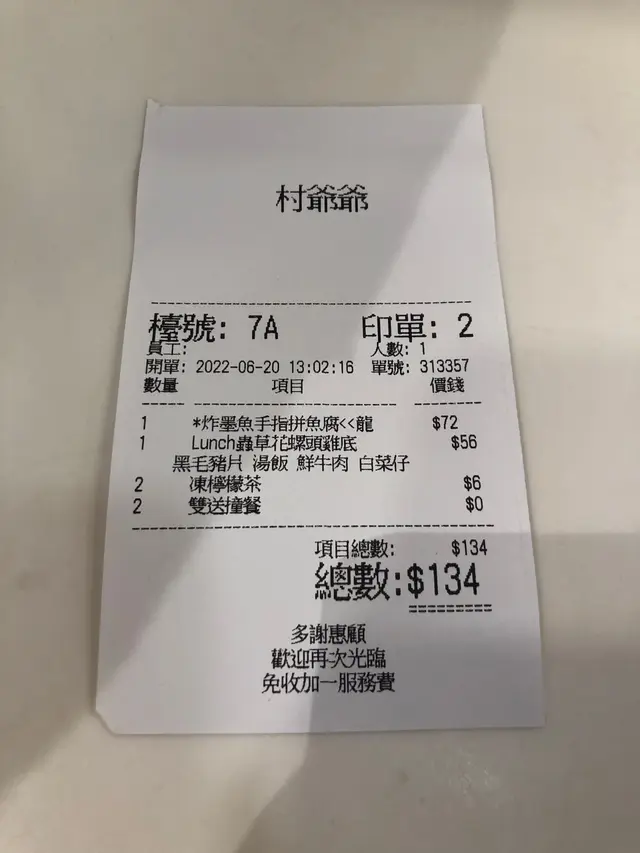 村爺爺
檯號: 7A 印單: 2
員工: 人數: 1
開單: 2022-06-20 13:02:16 單號: 313357
數量 項目 價錢
1 *炸墨魚手指拼魚腐<<龍 $72
1 Lunch蟲草花螺頭雞底 $56
黑毛豬片 湯飯 鮮牛肉 白菜仔
2 凍檸檬茶 $6
2 雙送撞餐 $0
項目總數: $134
總數:$134
多謝惠顧
歡迎再次光臨
免收加一服務費